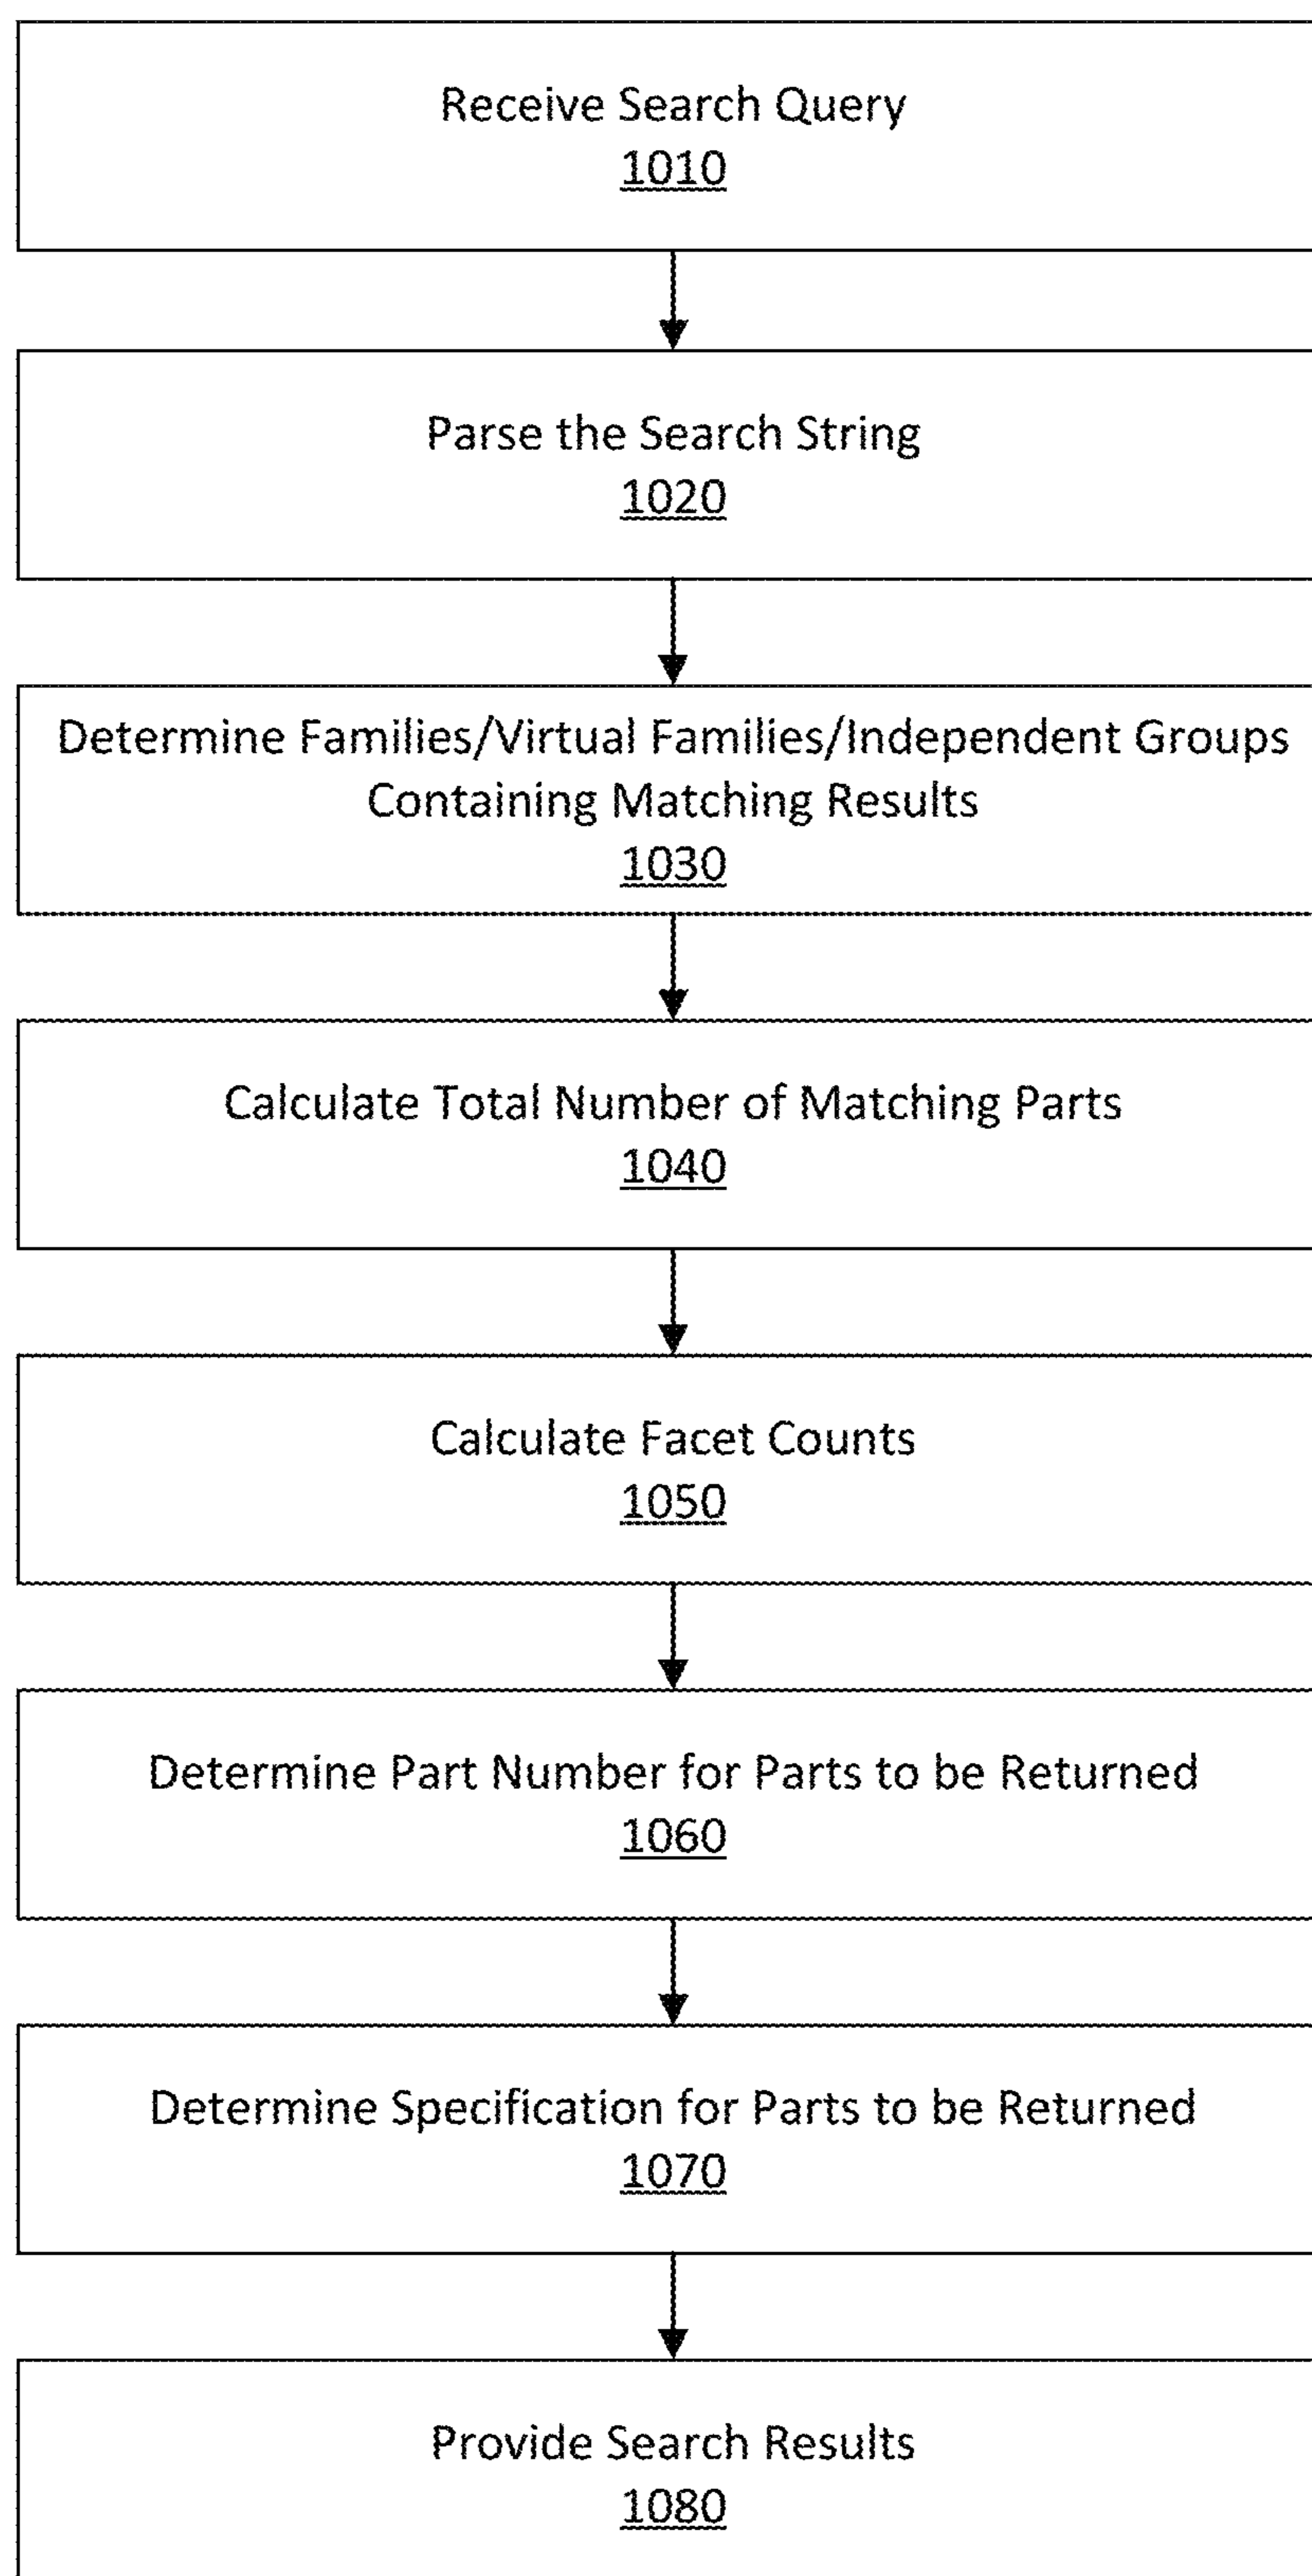 Receive Search Query
1010
Parse the Search String
1020
Determine Families/Virtual Families/Independent Groups
Containing Matching Results
1030
Calculate Total Number of Matching Parts
1040
Calculate Facet Counts
1050
Determine Part Number for Parts to be Returned
1060
Determine Specification for Parts to be Returned
1070
Provide Search Results
1080